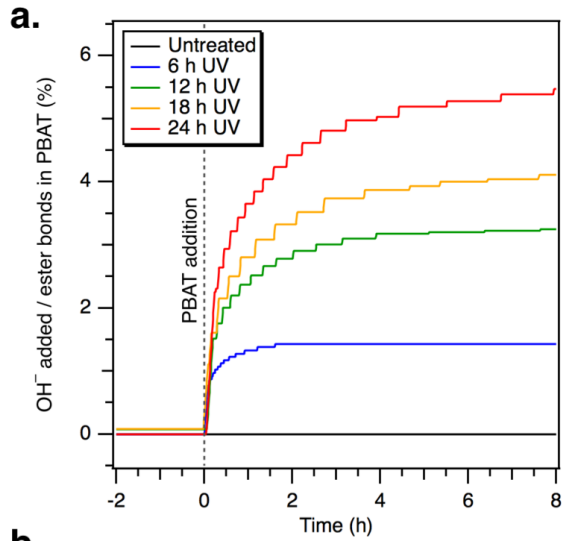 a.
OH⁻ added / ester bonds in PBAT (%)
6
4
2
0
Untreated
6 h UV
12 h UV
18 h UV
24 h UV
PBAT addition
-2 0 2 4 6 8
Time (h)